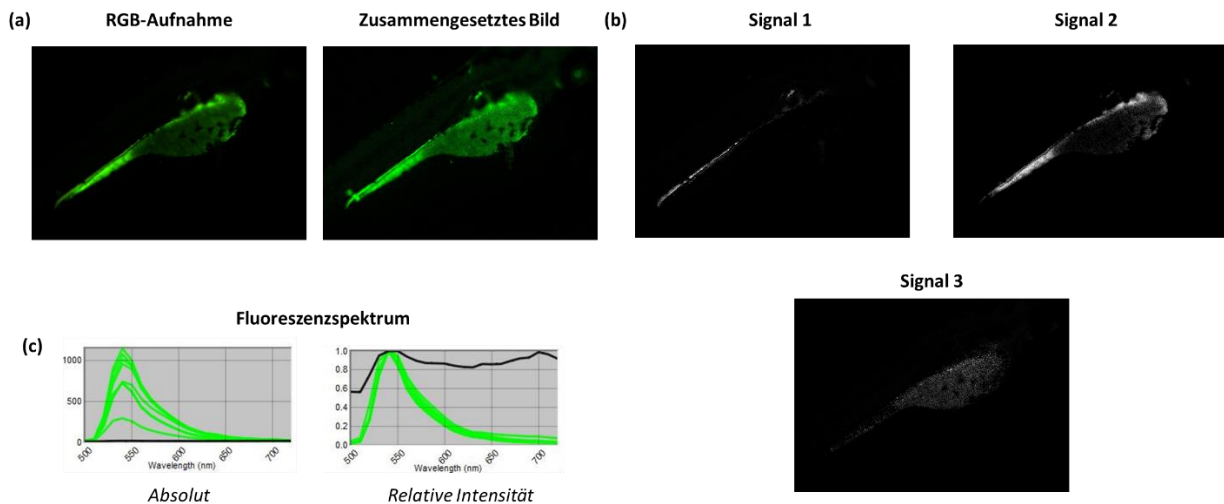 (a)
RGB-Aufnahme
Zusammengesetztes Bild
(b)
Signal 1
Signal 2
Signal 3
Fluoreszenzspektrum
(c)
1000
500
0
500
550
600
650
700
Wavelength (nm)
Absolut
1.0
0.8
0.6
0.4
0.2
0.0
500
550
600
650
700
Wavelength (nm)
Relative Intensität